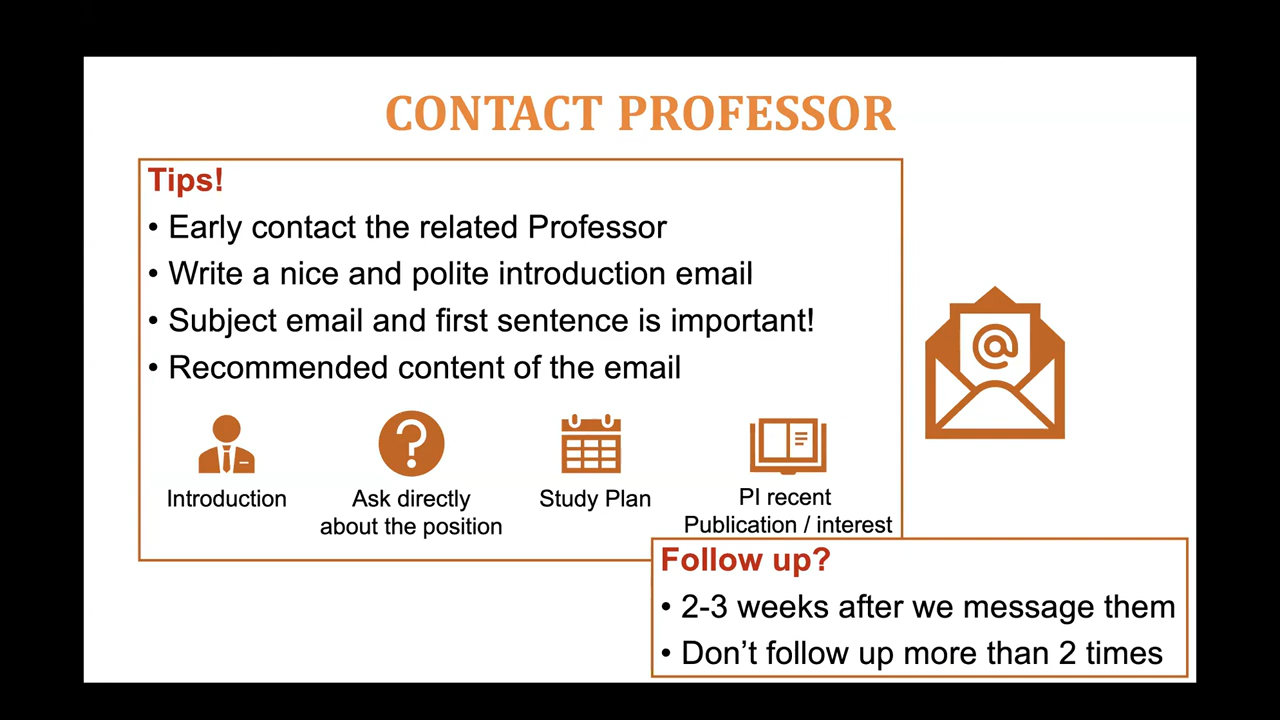 CONTACT PROFESSOR
Tips!
• Early contact the related Professor
• Write a nice and polite introduction email
• Subject email and first sentence is important!
• Recommended content of the email
Introduction
Ask directly
about the position
Study Plan
PI recent
Publication / interest
Follow up?
• 2-3 weeks after we message them
• Don’t follow up more than 2 times